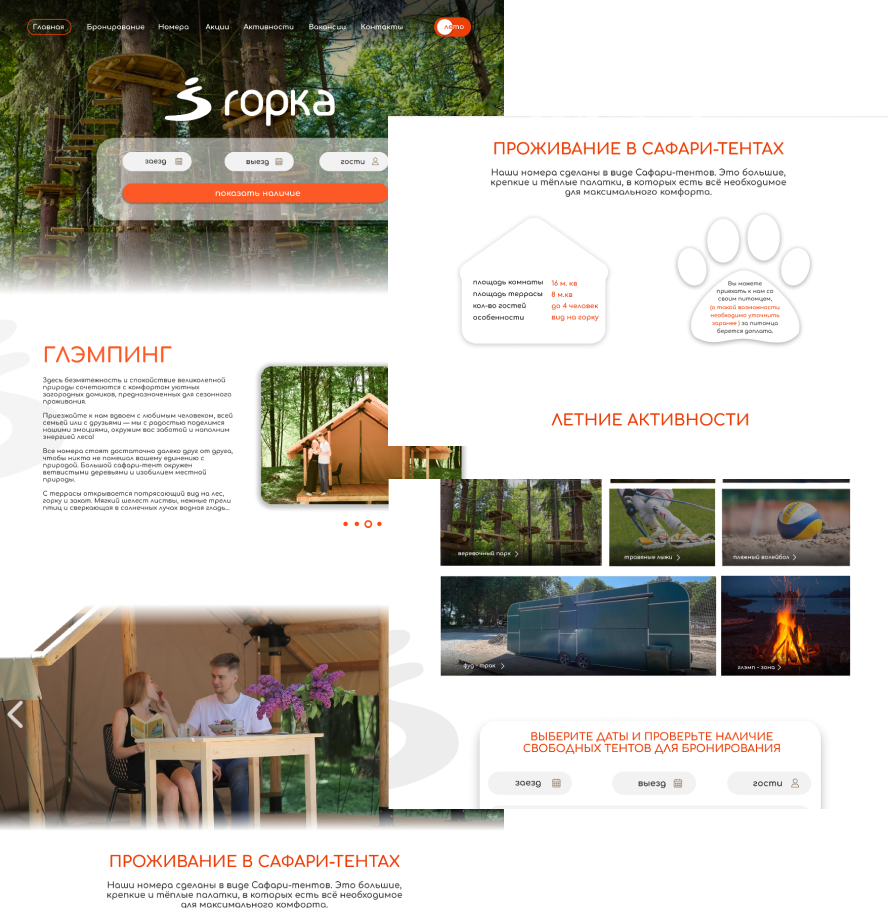 Главная Бронирование Номера Акции Активности Вакансии Контакты лето
горка
заезд выезд гости
показать наличие
ГЛЭМПИНГ
Здесь безмятежность и спокойствие великолепной
природы сочетаются с комфортом уютных
загородных домиков, предназначенных для сезонного
проживания.
Приезжайте к нам вдвоем с любимым человеком, всей
семьей или с друзьями — мы с радостью поделимся
нашими эмоциями, окружим вас заботой и наполним
энергией леса!
Все номера стоят достаточно далеко друг от друга,
чтобы никто не помешал вашему единению с
природой. Большой сафари-тент окружен
ветвистыми деревьями и изобилием местной
природы.
С террасы открывается потрясающий вид на лес,
горку и закат. Мягкий шелест листвы, нежные трели
птиц и сверкающая в солнечных лучах водная гладь...
ПРОЖИВАНИЕ В САФАРИ-ТЕНТАХ
Наши номера сделаны в виде Сафари-тентов. Это большие,
крепкие и тёплые палатки, в которых есть всё необходимое
для максимального комфорта.
ПРОЖИВАНИЕ В САФАРИ-ТЕНТАХ
Наши номера сделаны в виде Сафари-тентов. Это большие,
крепкие и тёплые палатки, в которых есть всё необходимое
для максимального комфорта.
площадь комнаты 16 м. кв
площадь террасы 8 м.кв
кол-во гостей до 4 человек
особенности вид на горку
Вы можете
приехать к нам со
своим питомцем,
(о такой возможности
необходимо уточнить
заранее ) за питомца
берется доплата.
ЛЕТНИЕ АКТИВНОСТИ
веревочный парк
травяные лыжи
пляжный волейбол
фуд - трак
глэмп - зона
ВЫБЕРИТЕ ДАТЫ И ПРОВЕРЬТЕ НАЛИЧИЕ
СВОБОДНЫХ ТЕНТОВ ДЛЯ БРОНИРОВАНИЯ
заезд выезд гости